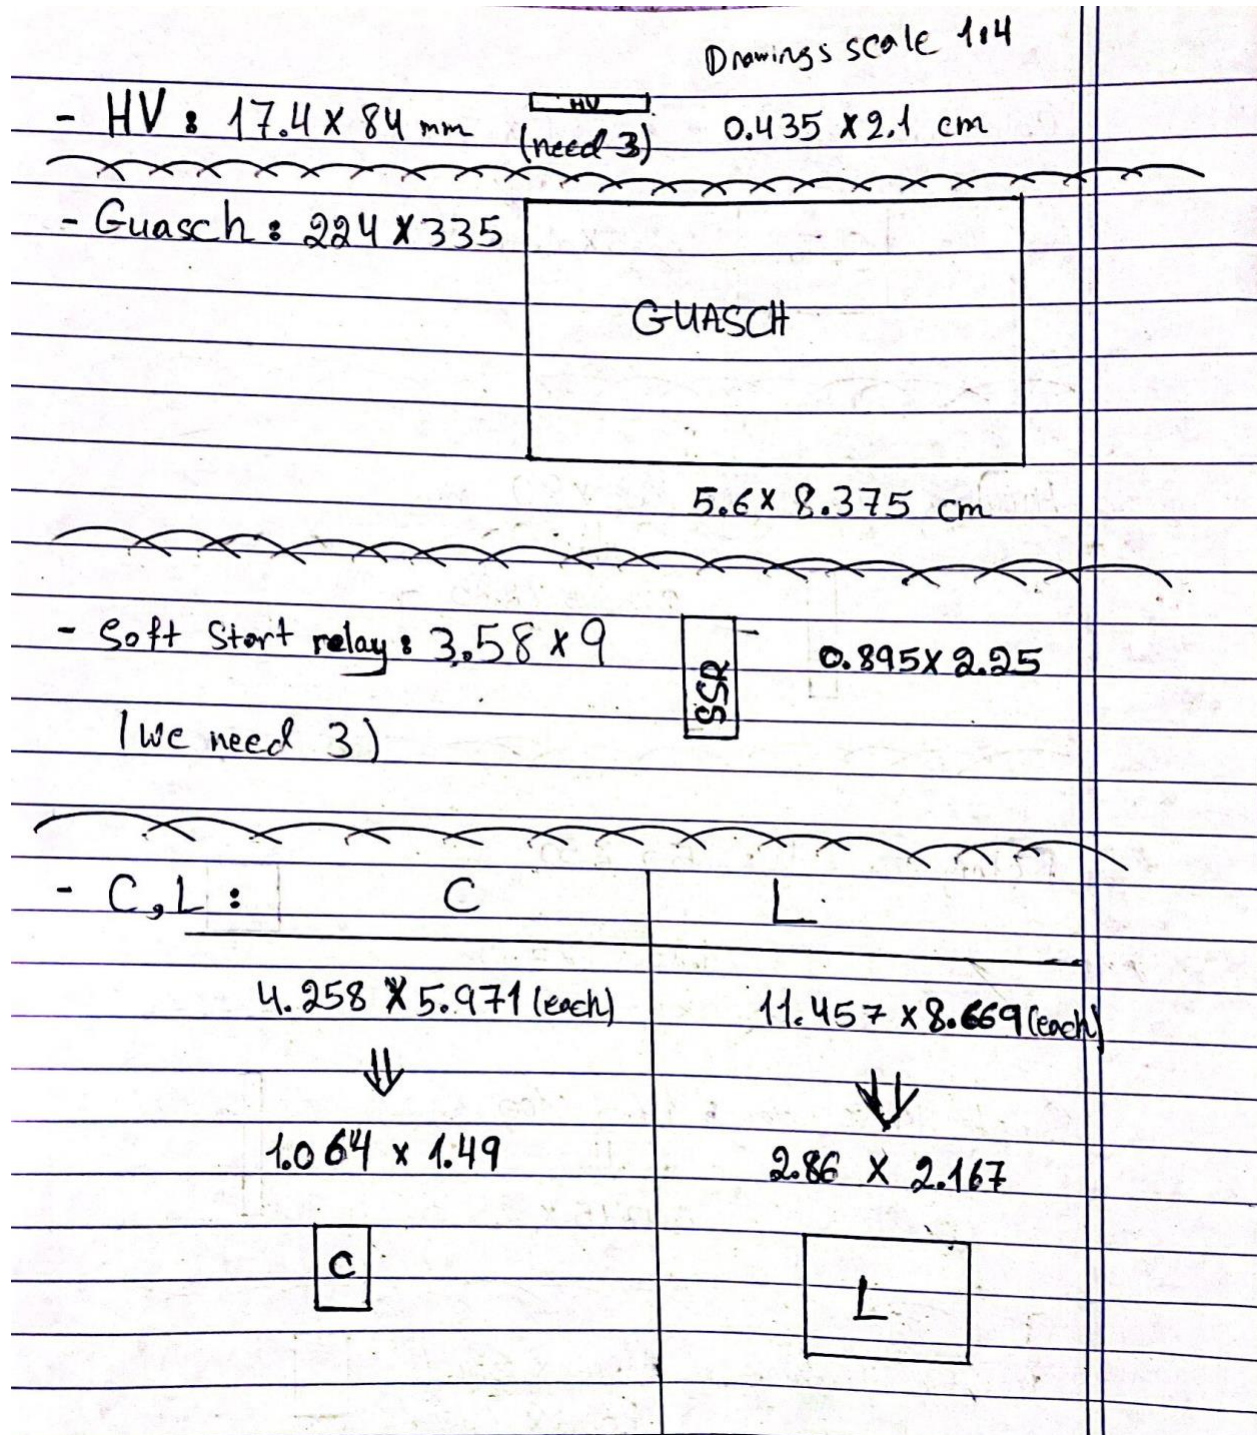 Drawings scale 1:4
- HV : 17.4 X 84 mm
HV
(need 3)
0.435 X 2.1 cm
- Guasch : 224 X 335
GUASCH
5.6 X 8.375 cm
- Soft Start relay : 3.58 X 9
SSR
0.895 X 2.25
(we need 3)
- C, L :
C
L
4.258 X 5.971 (each)
11.457 X 8.669 (each)
⇓
⇓
1.064 x 1.49
2.86 X 2.167
C
L